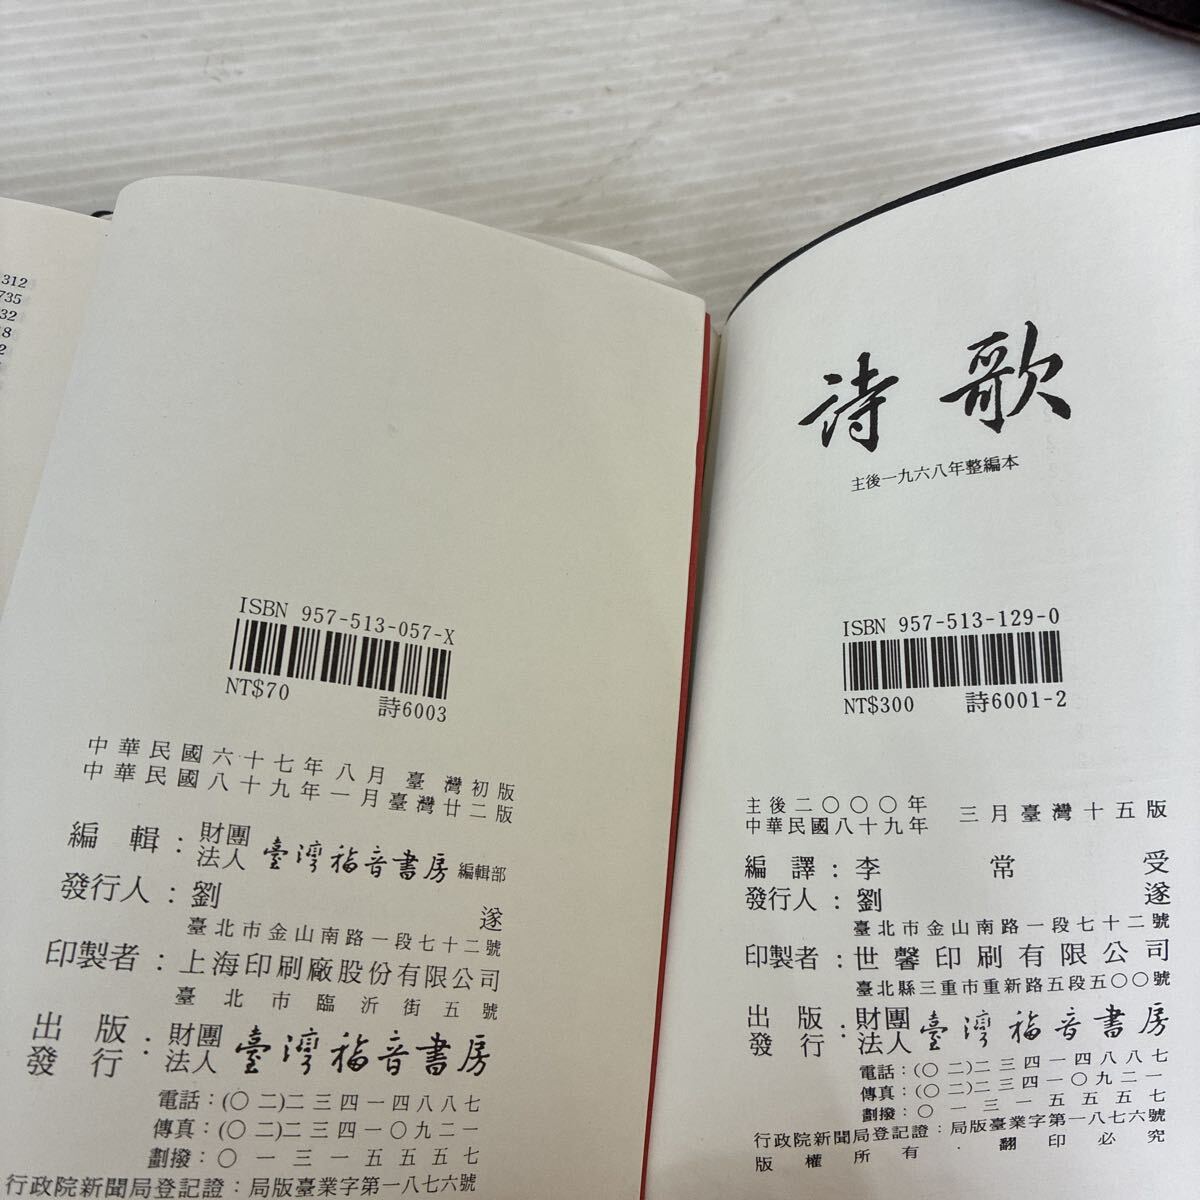 312
735
32
18
2
ISBN 957-513-057-X
NT$70 詩6003
中華民國六十七年八月臺灣初版
中華民國八十九年一月臺灣廿二版
編輯:財團法人臺灣福音書房編輯部
發行人:劉遂
臺北市金山南路一段七十二號
印製者:上海印刷廠股份有限公司
臺北市臨沂街五號
出版發行:財團法人臺灣福音書房
電話:(〇二)二三四一四八八七
傳真:(〇二)二三四一〇九二一
劃撥:〇一三一五五五七
行政院新聞局登記證:局版臺業字第一八七六號
詩歌
主後一九六八年整編本
ISBN 957-513-129-0
NT$300 詩6001-2
主後二〇〇〇年
中華民國八十九年 三月臺灣十五版
編譯:李常受
發行人:劉遂
臺北市金山南路一段七十二號
印製者:世馨印刷有限公司
臺北縣三重市重新路五段五〇〇號
出版發行:財團法人臺灣福音書房
電話:(〇二)二三四一四八八七
傳真:(〇二)二三四一〇九二一
劃撥:〇一三一五五五七
行政院新聞局登記證:局版臺業字第一八七六號
版權所有·翻印必究